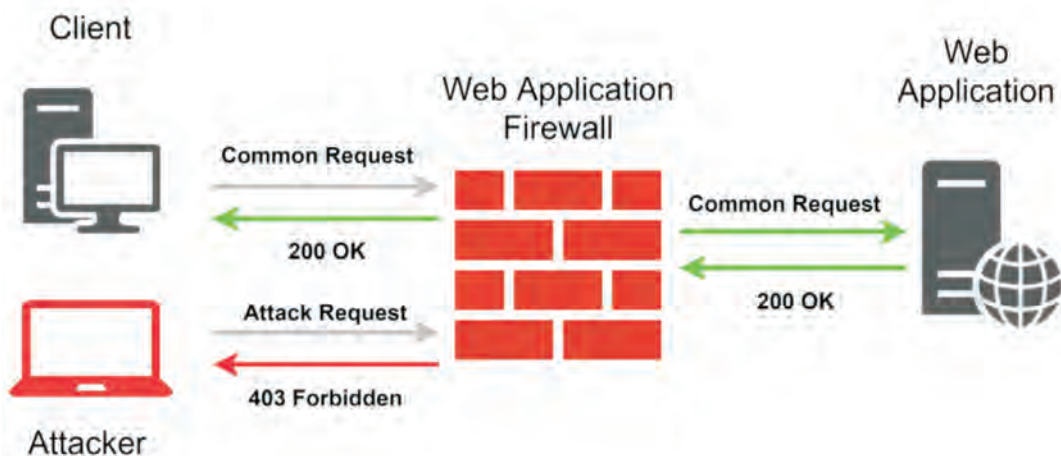 Client
Web
Application
Web Application
Firewall
Common Request
200 OK
Common Request
200 OK
Attack Request
403 Forbidden
Attacker